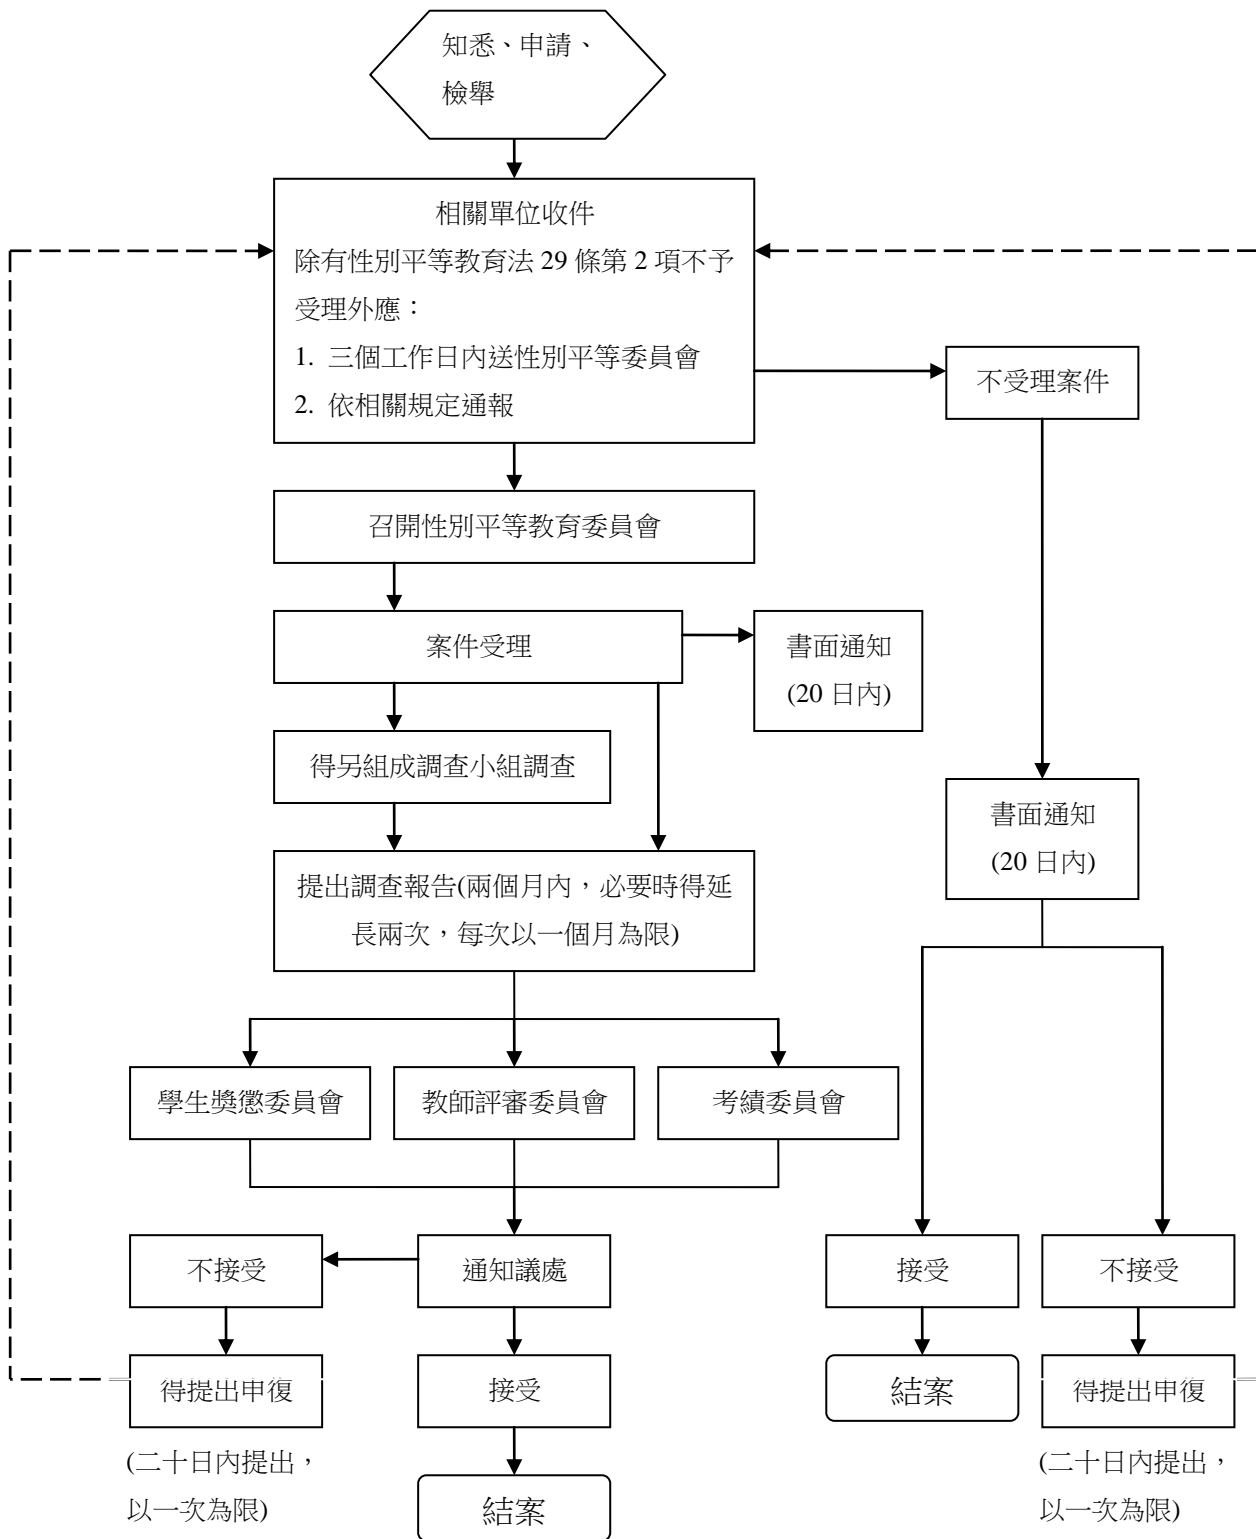 知悉、申請、
檢舉
相關單位收件
除有性別平等教育法 29 條第 2 項不予
受理外應：
1. 三個工作日內送性別平等委員會
2. 依相關規定通報
不受理案件
召開性別平等教育委員會
案件受理
書面通知
(20 日內)
得另組成調查小組調查
書面通知
(20 日內)
提出調查報告(兩個月內，必要時得延
長兩次，每次以一個月為限)
學生獎懲委員會
教師評審委員會
考績委員會
不接受
通知議處
接受
不接受
得提出申復
接受
結案
得提出申復
(二十日內提出，
以一次為限)
結案
(二十日內提出，
以一次為限)